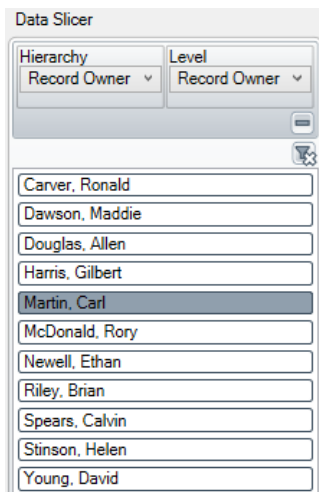 Data Slicer
Hierarchy Level
Record Owner Record Owner
Carver, Ronald
Dawson, Maddie
Douglas, Allen
Harris, Gilbert
Martin, Carl
McDonald, Rory
Newell, Ethan
Riley, Brian
Spears, Calvin
Stinson, Helen
Young, David